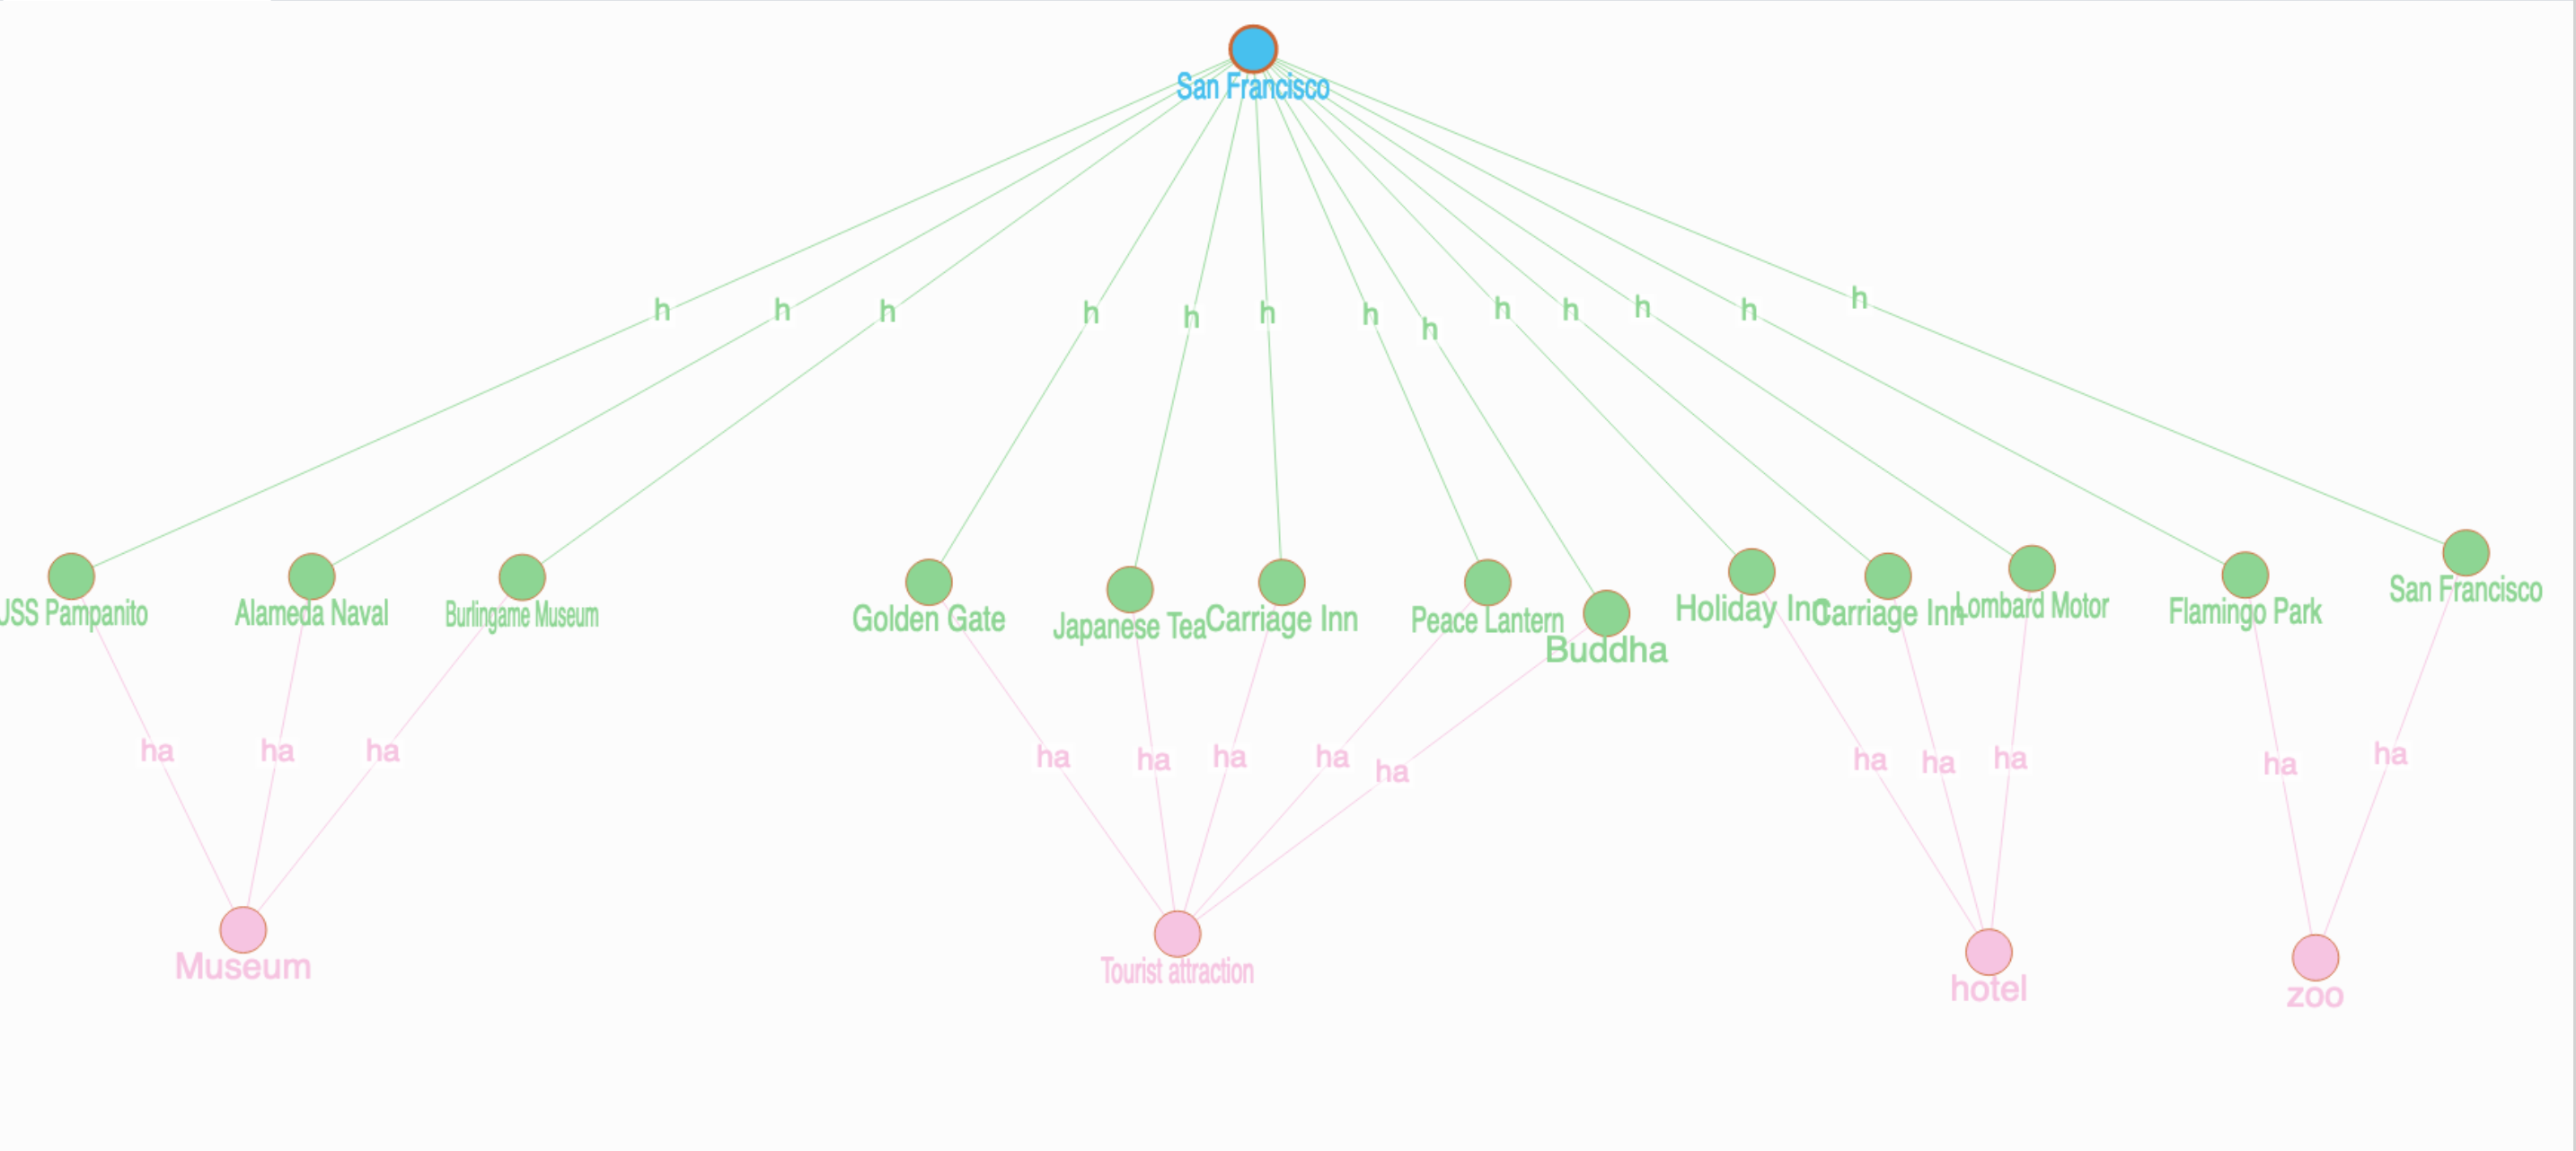 San Francisco
h
h
h
h
h
h
h
h
h
h
h
h
h
USS Pampanito
Alameda Naval
Burlingame Museum
Golden Gate
Japanese Tea
Carriage Inn
Peace Lantern
Buddha
Holiday Inn
Carriage Inn
Lombard Motor
Flamingo Park
San Francisco
ha
ha
ha
ha
ha
ha
ha
ha
ha
ha
ha
ha
ha
Museum
Tourist attraction
hotel
zoo